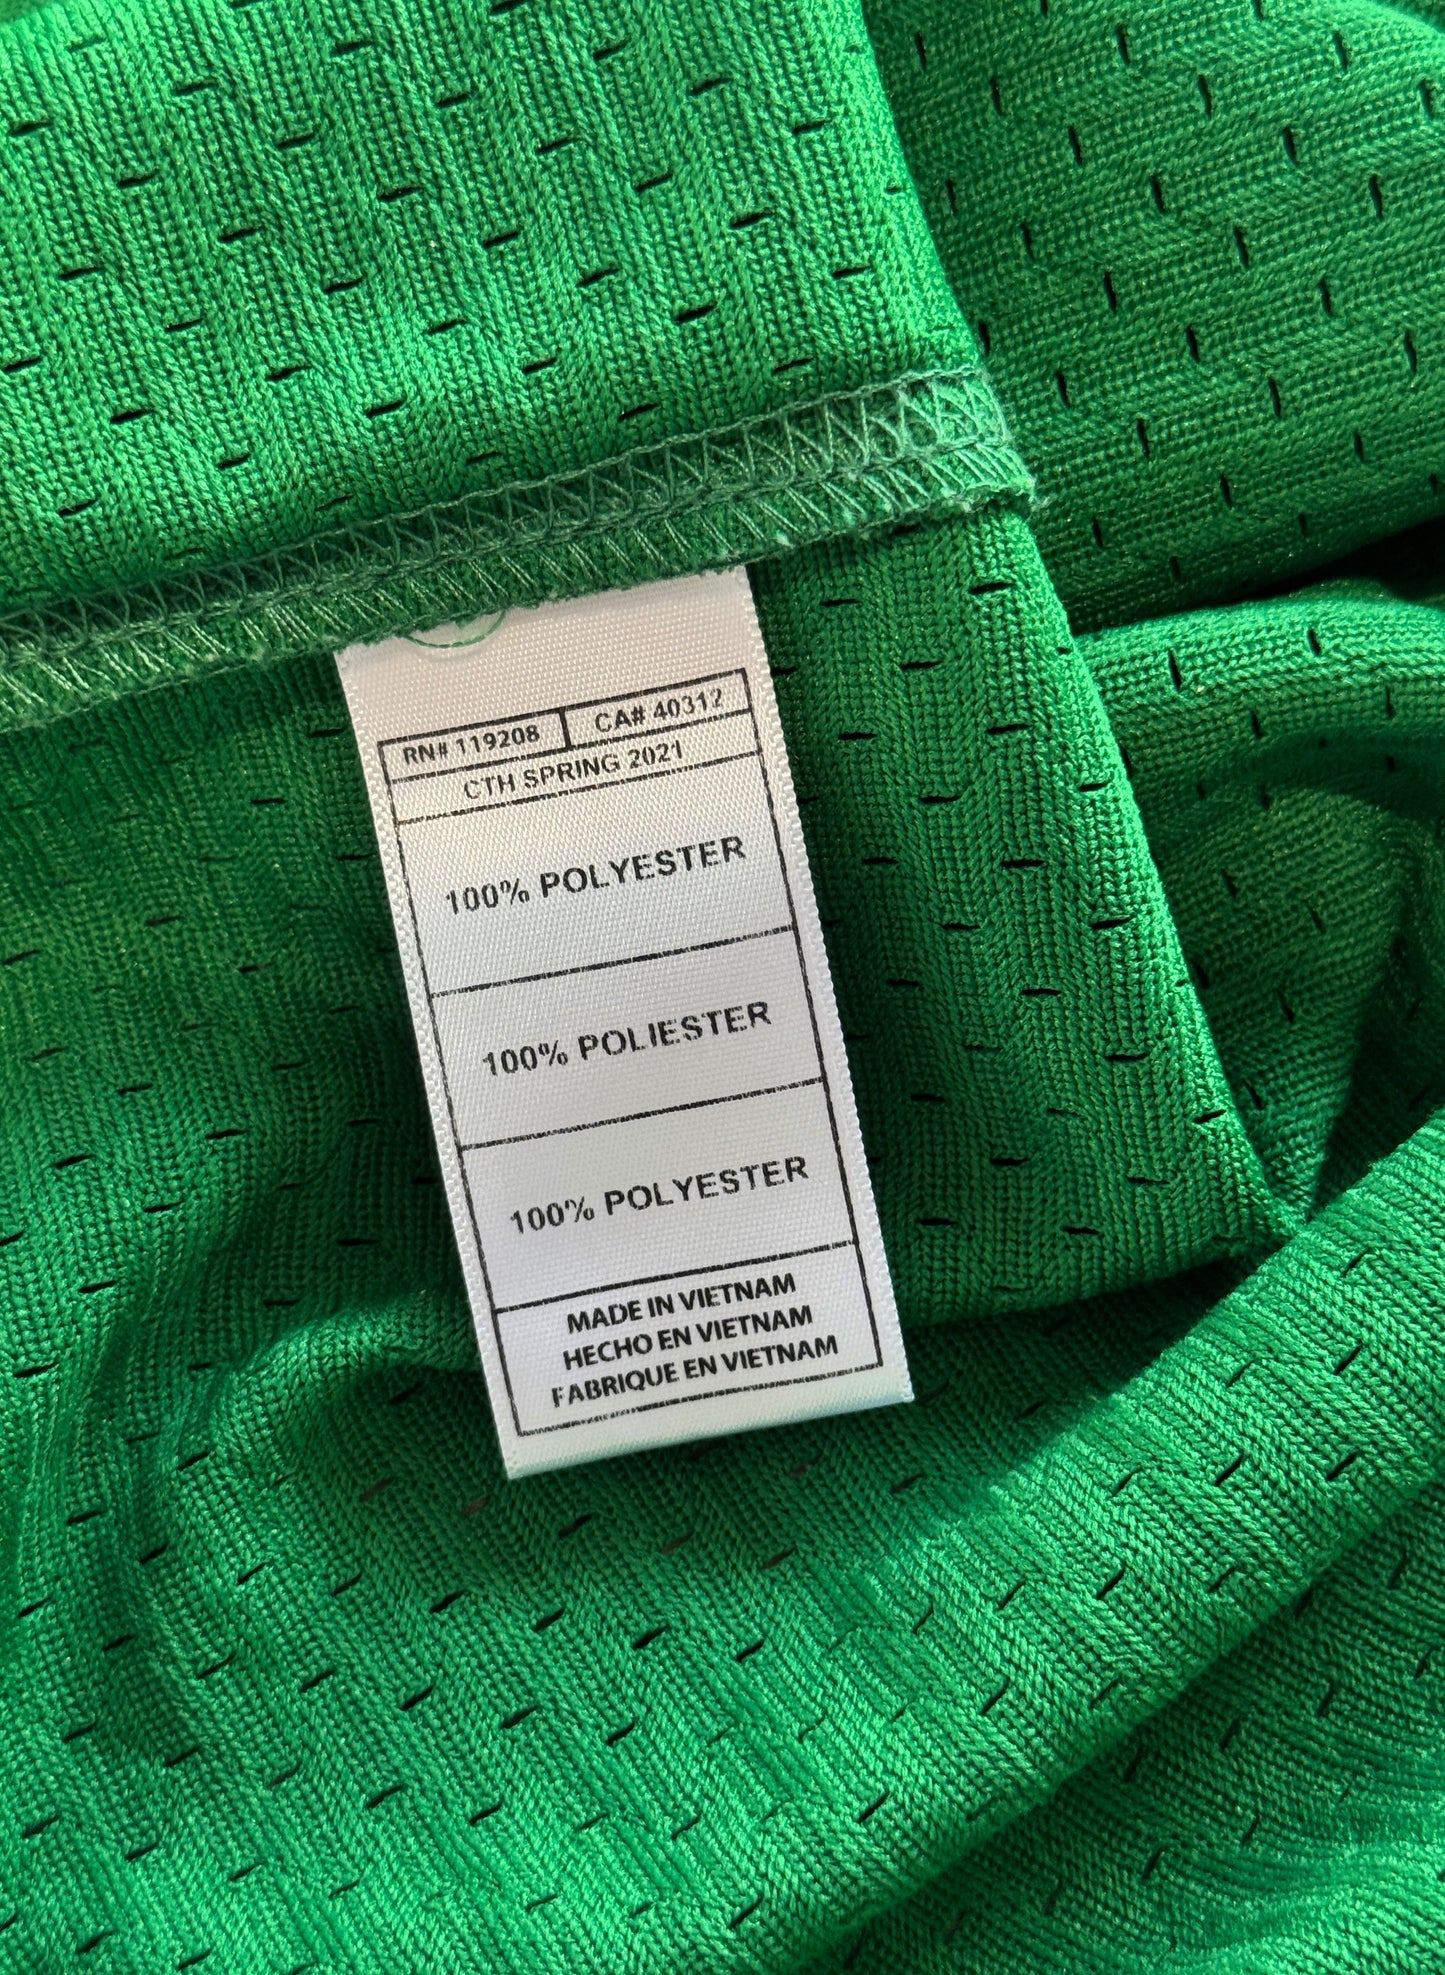 RN# 119208 CA# 40312
CTH SPRING 2021
100% POLYESTER
100% POLIESTER
100% POLYESTER
MADE IN VIETNAM
HECHO EN VIETNAM
FABRIQUE EN VIETNAM